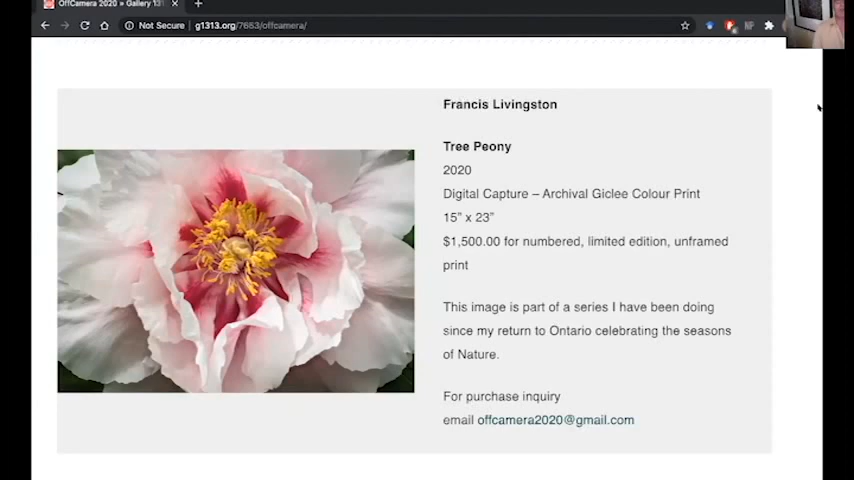 OffCamera 2020 » Gallery 131
Not Secure g1313.org/7663/offcamera/
Francis Livingston
Tree Peony
2020
Digital Capture – Archival Giclee Colour Print
15” x 23”
$1,500.00 for numbered, limited edition, unframed
print
This image is part of a series I have been doing
since my return to Ontario celebrating the seasons
of Nature.
For purchase inquiry
email offcamera2020@gmail.com